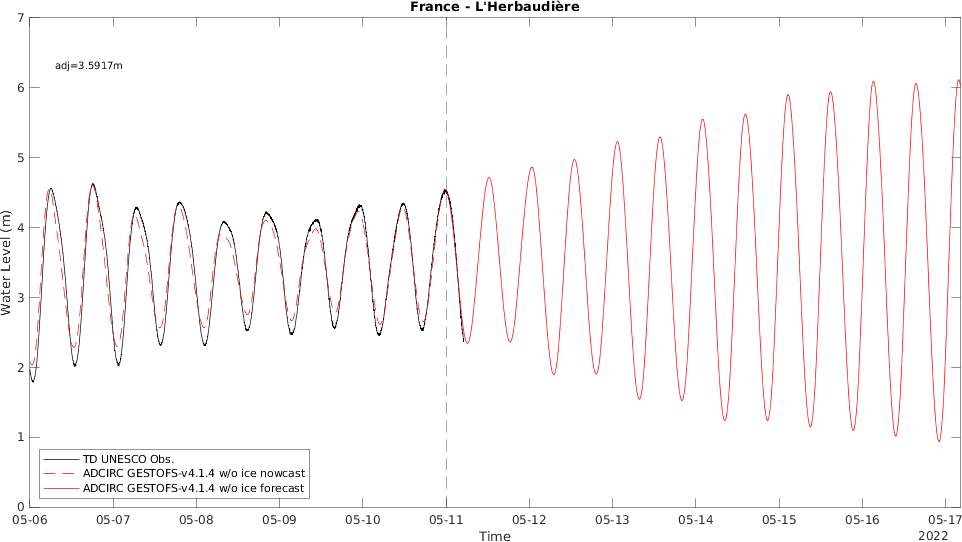 France - L'Herbaudière
7
adj=3.5917m
6
5
4
3
2
1
0
Water Level (m)
TD UNESCO Obs.
ADCIRC GESTOFS-v4.1.4 w/o ice nowcast
ADCIRC GESTOFS-v4.1.4 w/o ice forecast
05-06 05-07 05-08 05-09 05-10 05-11 05-12 05-13 05-14 05-15 05-16 05-17
Time
2022